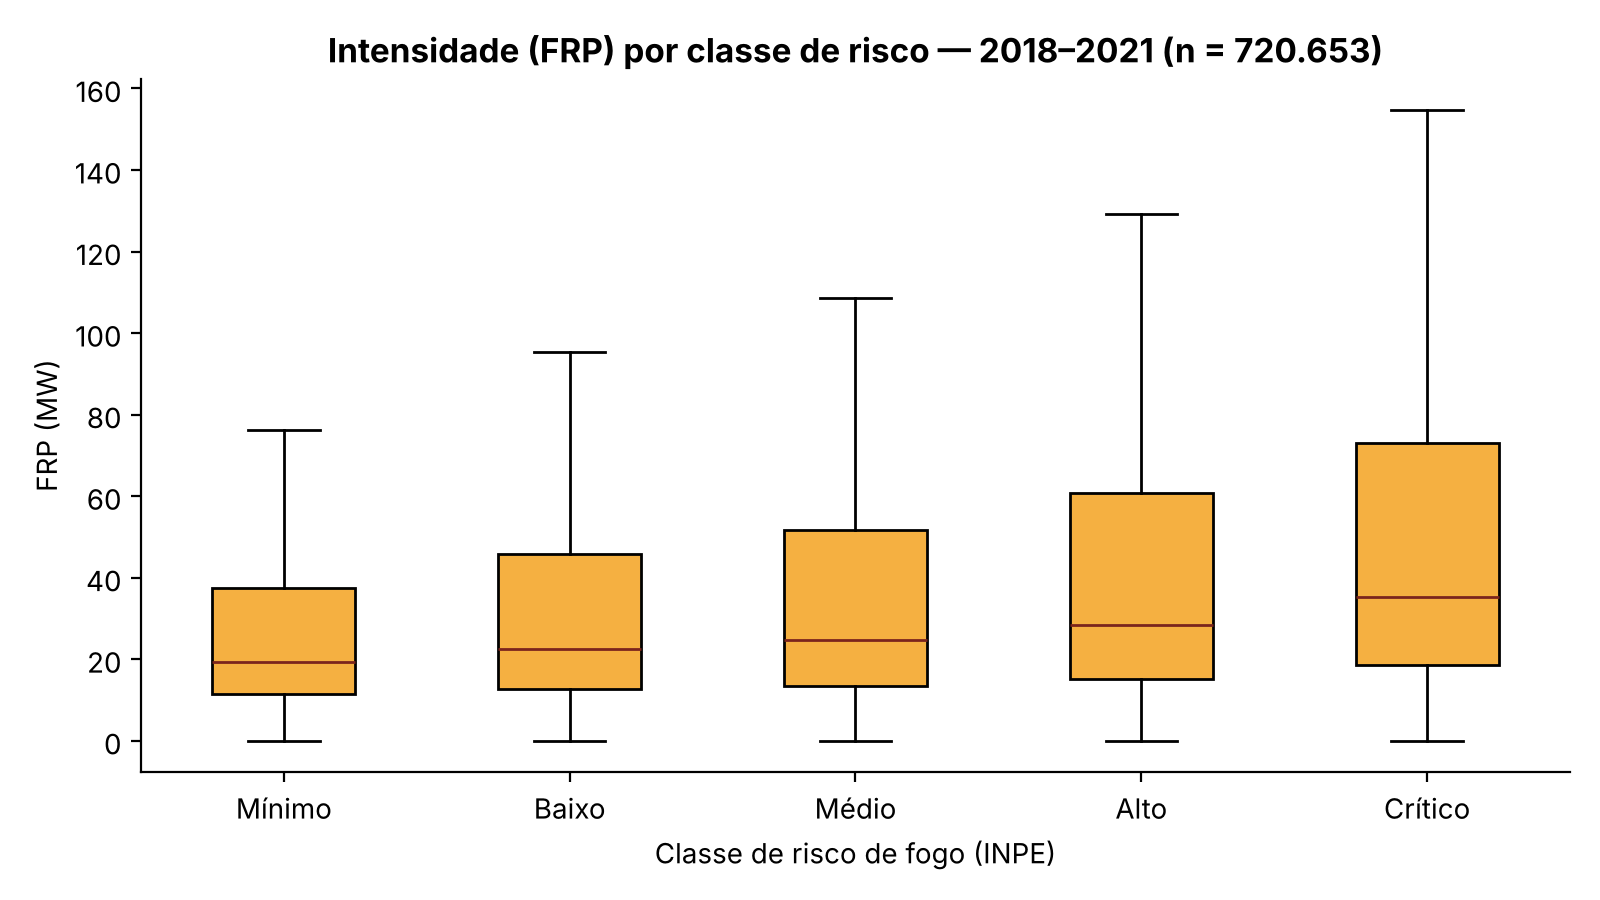 Intensidade (FRP) por classe de risco — 2018–2021 (n = 720.653)
160
140
120
100
80
60
40
20
0
FRP (MW)
Mínimo
Baixo
Médio
Alto
Crítico
Classe de risco de fogo (INPE)